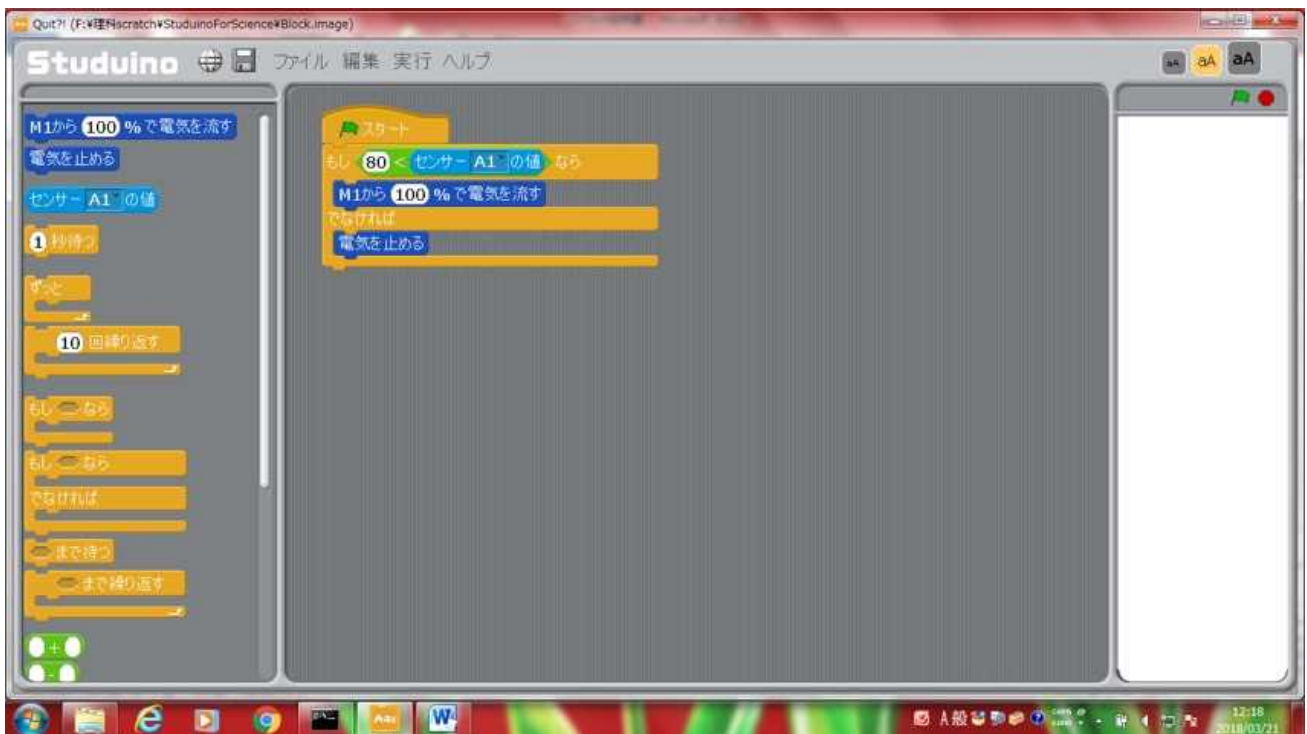 Quit?! (F:¥理科scratch¥StuduinoForScience¥Block.image)
Studuino ファイル 編集 実行 ヘルプ
aA aA aA
M1から 100 % で電気を流す
電気を止める
センサー A1 の値
1 秒待つ
ずっと
10 回繰り返す
もし なら
もし なら
でなければ
まで待つ
まで繰り返す
+
-
スタート
もし 80 < センサー A1 の値 なら
M1から 100 % で電気を流す
でなければ
電気を止める
A 般
12:18
2018/03/21